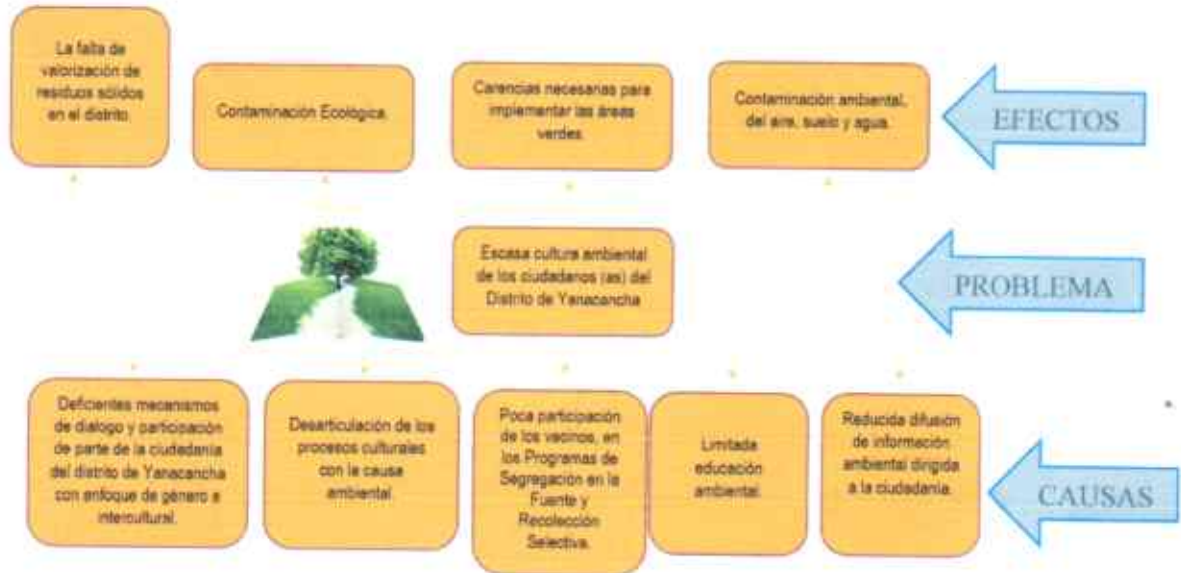 La falta de
valorización de
residuos sólidos
en el distrito.
Contaminación Ecológica.
Carencias necesarias para
implementar las áreas
verdes.
Contaminación ambiental,
del aire, suelo y agua.
EFECTOS
Escasa cultura ambiental
de los ciudadanos (as) del
Distrito de Yanacancha
PROBLEMA
Deficientes mecanismos
de dialogo y participación
de parte de la ciudadanía
del distrito de Yanacancha
con enfoque de género e
intercultural.
Desarticulación de los
procesos culturales
con la causa
ambiental.
Poca participación
de los vecinos, en
los Programas de
Segregación en la
Fuente y
Recolección
Selectiva.
Limitada
educación
ambiental.
Reducida difusión
de información
ambiental dirigida
a la ciudadanía.
CAUSAS